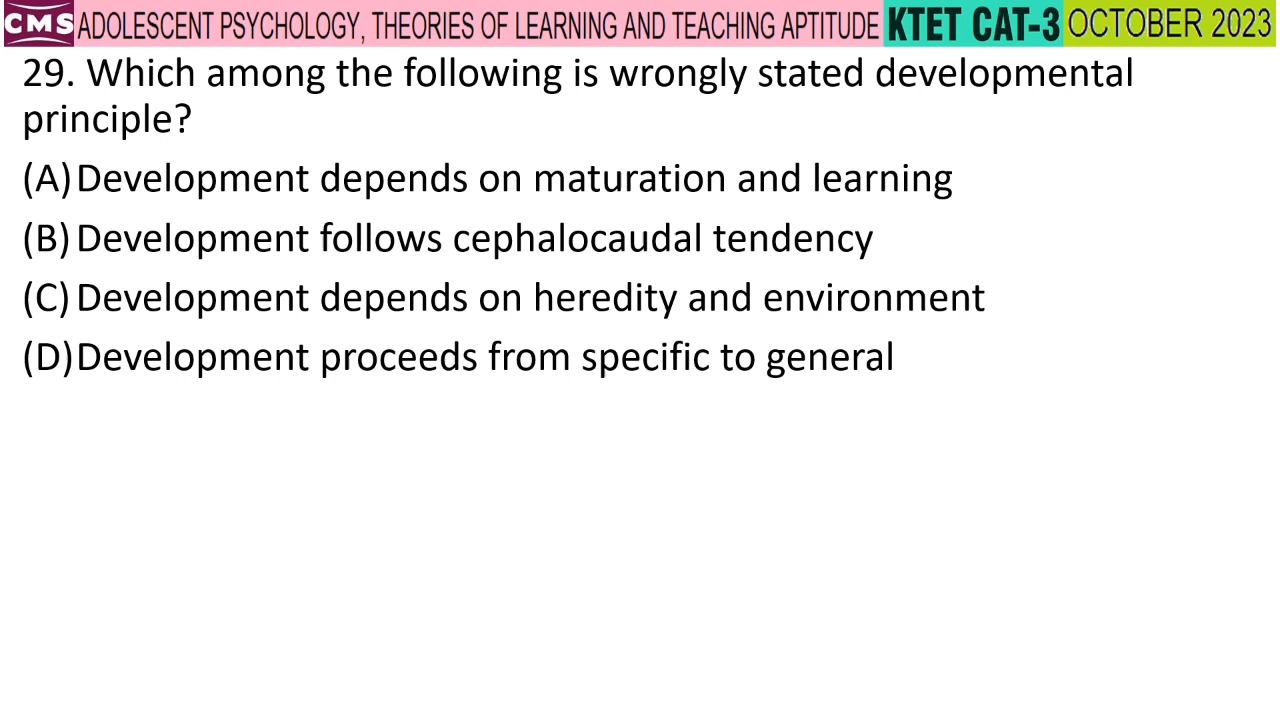 CMS ADOLESCENT PSYCHOLOGY, THEORIES OF LEARNING AND TEACHING APTITUDE KTET CAT-3 OCTOBER 2023
29. Which among the following is wrongly stated developmental
principle?
(A) Development depends on maturation and learning
(B) Development follows cephalocaudal tendency
(C) Development depends on heredity and environment
(D) Development proceeds from specific to general